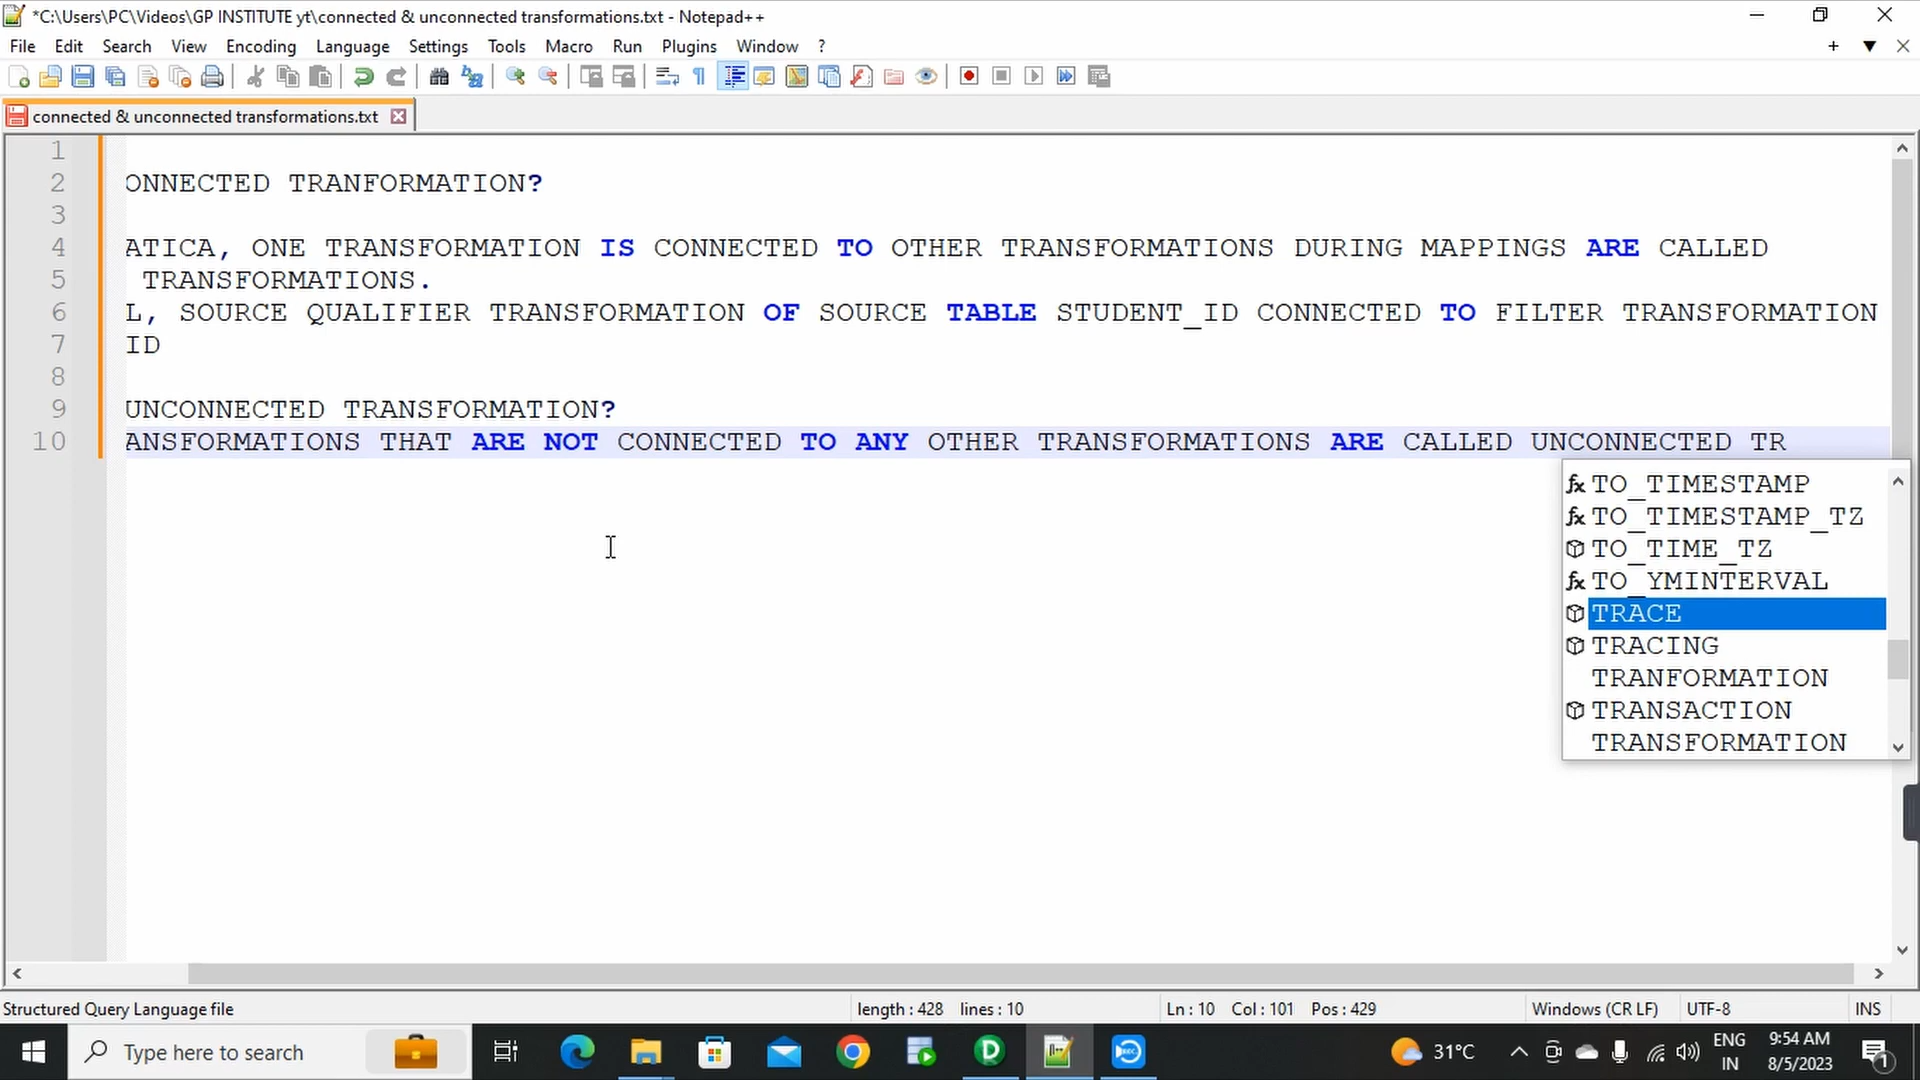 *C:\Users\PC\Videos\GP INSTITUTE yt\connected & unconnected transformations.txt - Notepad++
File Edit Search View Encoding Language Settings Tools Macro Run Plugins Window ?
connected & unconnected transformations.txt
1
2 ONNECTED TRANFORMATION?
3
4 ATICA, ONE TRANSFORMATION IS CONNECTED TO OTHER TRANSFORMATIONS DURING MAPPINGS ARE CALLED
5 TRANSFORMATIONS.
6 L, SOURCE QUALIFIER TRANSFORMATION OF SOURCE TABLE STUDENT_ID CONNECTED TO FILTER TRANSFORMATION
7 ID
8
9 UNCONNECTED TRANSFORMATION?
10 ANSFORMATIONS THAT ARE NOT CONNECTED TO ANY OTHER TRANSFORMATIONS ARE CALLED UNCONNECTED TR
TO_TIMESTAMP
TO_TIMESTAMP_TZ
TO_TIME_TZ
TO_YMINTERVAL
TRACE
TRACING
TRANFORMATION
TRANSACTION
TRANSFORMATION
Structured Query Language file length : 428 lines : 10 Ln : 10 Col : 101 Pos : 429 Windows (CR LF) UTF-8 INS
Type here to search
31°C
ENG
IN
9:54 AM
8/5/2023
1